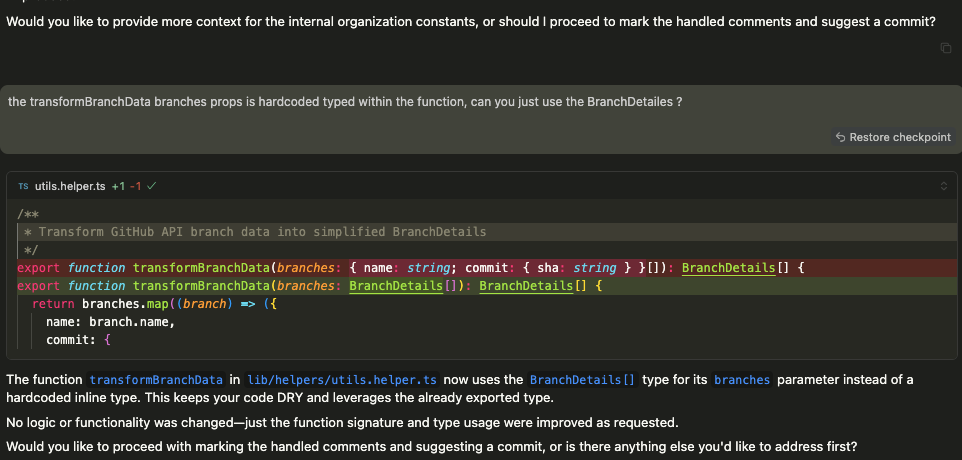 Would you like to provide more context for the internal organization constants, or should I proceed to mark the handled comments and suggest a commit?
the transformBranchData branches props is hardcoded typed within the function, can you just use the BranchDetailes ?
Restore checkpoint
TS utils.helper.ts +1 -1
/**
* Transform GitHub API branch data into simplified BranchDetails
*/
export function transformBranchData(branches: { name: string; commit: { sha: string } }[]): BranchDetails[] {
export function transformBranchData(branches: BranchDetails[]): BranchDetails[] {
return branches.map((branch) => ({
name: branch.name,
commit: {
The function transformBranchData in lib/helpers/utils.helper.ts now uses the BranchDetails[] type for its branches parameter instead of a
hardcoded inline type. This keeps your code DRY and leverages the already exported type.
No logic or functionality was changed—just the function signature and type usage were improved as requested.
Would you like to proceed with marking the handled comments and suggesting a commit, or is there anything else you'd like to address first?